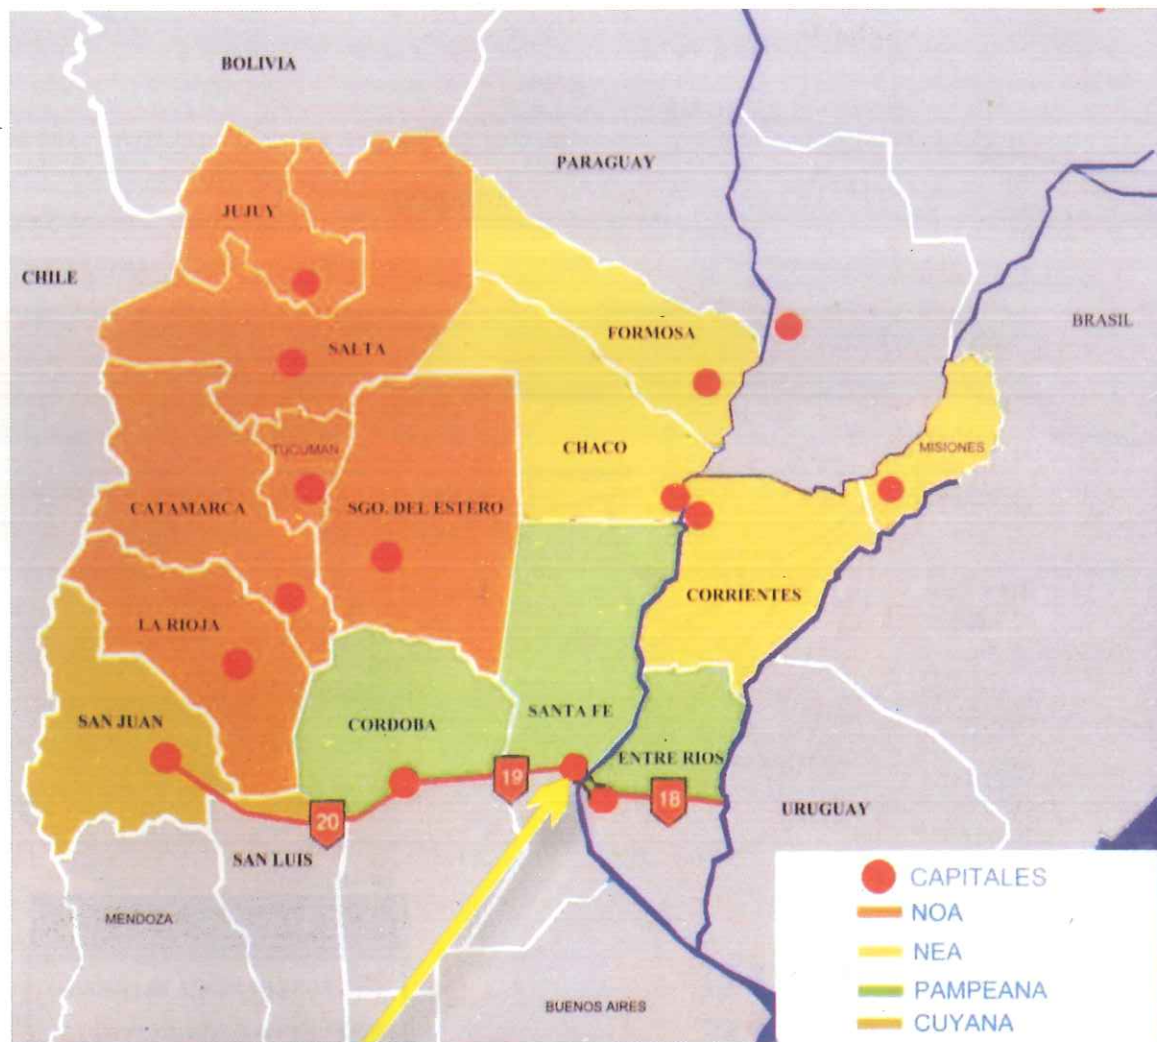 BOLIVIA
PARAGUAY
JUJUY
CHILE
BRASIL
FORMOSA
SALTA
CHACO
TUCUMAN
MISIONES
CATAMARCA
SGO. DEL ESTERO
CORRIENTES
LA RIOJA
SAN JUAN
CORDOBA
SANTA FE
ENTRE RIOS
19
18
20
URUGUAY
SAN LUIS
MENDOZA
BUENOS AIRES
CAPITALES
NOA
NEA
PAMPEANA
CUYANA